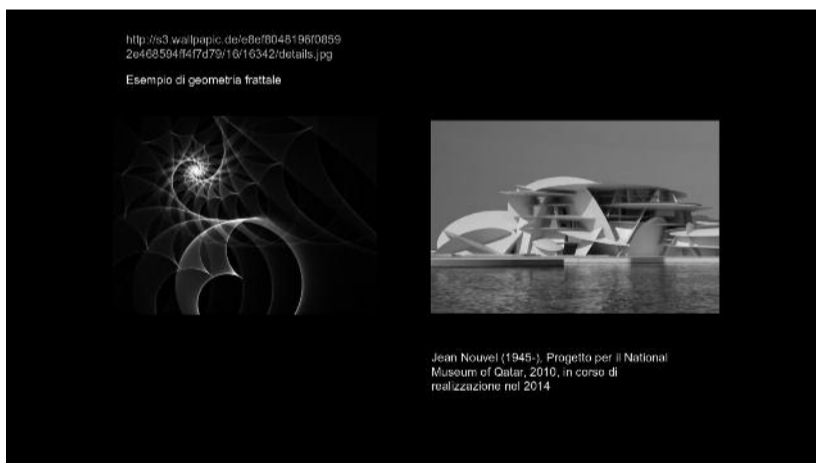 http://s3.wallpapic.de/e8ef8048198f0859
2e468594ff4f7d79/16/16342/details.jpg
Esempio di geometria frattale
Jean Nouvel (1945-), Progetto per il National
Museum of Qatar, 2010, in corso di
realizzazione nel 2014